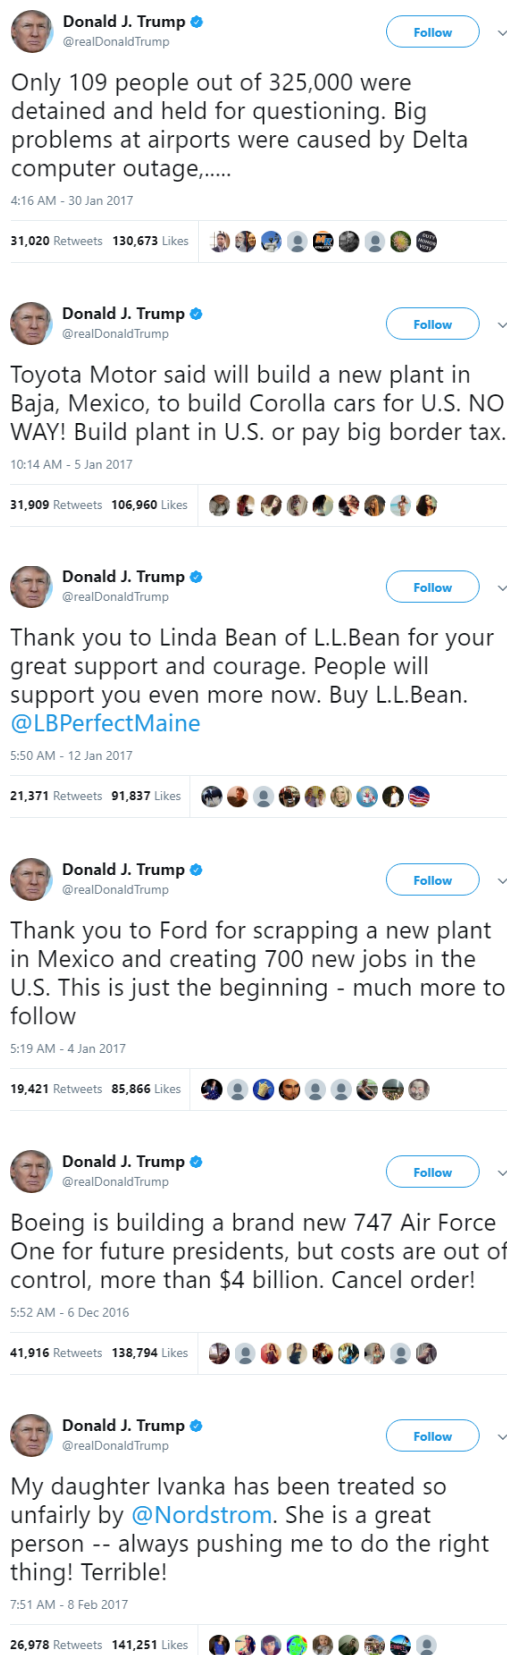 Donald J. Trump
Follow
@realDonaldTrump
Only 109 people out of 325,000 were
detained and held for questioning. Big
problems at airports were caused by Delta
computer outage,.....
4:16 AM - 30 Jan 2017
31,020 Retweets 130,673 Likes
Donald J. Trump
Follow
@realDonaldTrump
Toyota Motor said will build a new plant in
Baja, Mexico, to build Corolla cars for U.S. NO
WAY! Build plant in U.S. or pay big border tax.
10:14 AM - 5 Jan 2017
31,909 Retweets 106,960 Likes
Donald J. Trump
Follow
@realDonaldTrump
Thank you to Linda Bean of L.L.Bean for your
great support and courage. People will
support you even more now. Buy L.L.Bean.
@LBPerfectMaine
5:50 AM - 12 Jan 2017
21,371 Retweets 91,837 Likes
Donald J. Trump
Follow
@realDonaldTrump
Thank you to Ford for scrapping a new plant
in Mexico and creating 700 new jobs in the
U.S. This is just the beginning - much more to
follow
5:19 AM - 4 Jan 2017
19,421 Retweets 85,866 Likes
Donald J. Trump
Follow
@realDonaldTrump
Boeing is building a brand new 747 Air Force
One for future presidents, but costs are out of
control, more than $4 billion. Cancel order!
5:52 AM - 6 Dec 2016
41,916 Retweets 138,794 Likes
Donald J. Trump
Follow
@realDonaldTrump
My daughter Ivanka has been treated so
unfairly by @Nordstrom. She is a great
person -- always pushing me to do the right
thing! Terrible!
7:51 AM - 8 Feb 2017
26,978 Retweets 141,251 Likes